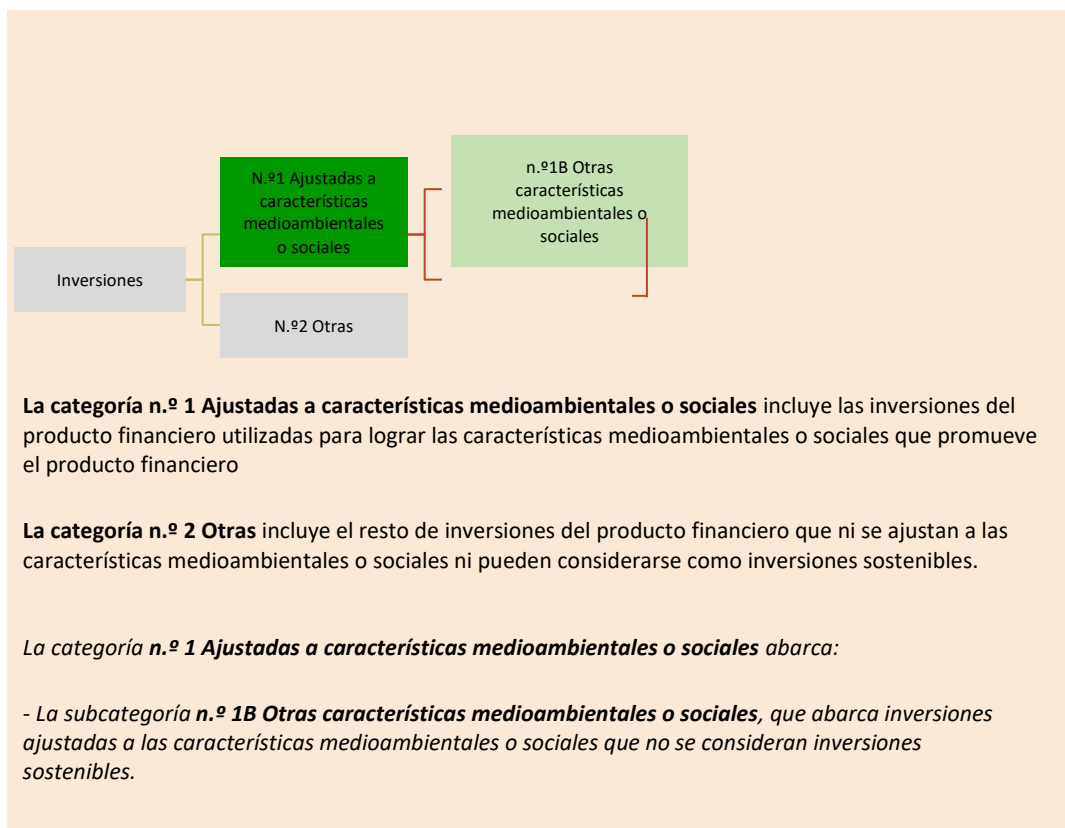 N.º1 Ajustadas a
características
medioambientales
o sociales
n.º1B Otras
características
medioambientales o
sociales
Inversiones
N.º2 Otras
La categoría n.º 1 Ajustadas a características medioambientales o sociales incluye las inversiones del
producto financiero utilizadas para lograr las características medioambientales o sociales que promueve
el producto financiero
La categoría n.º 2 Otras incluye el resto de inversiones del producto financiero que ni se ajustan a las
características medioambientales o sociales ni pueden considerarse como inversiones sostenibles.
La categoría n.º 1 Ajustadas a características medioambientales o sociales abarca:
- La subcategoría n.º 1B Otras características medioambientales o sociales, que abarca inversiones
ajustadas a las características medioambientales o sociales que no se consideran inversiones
sostenibles.